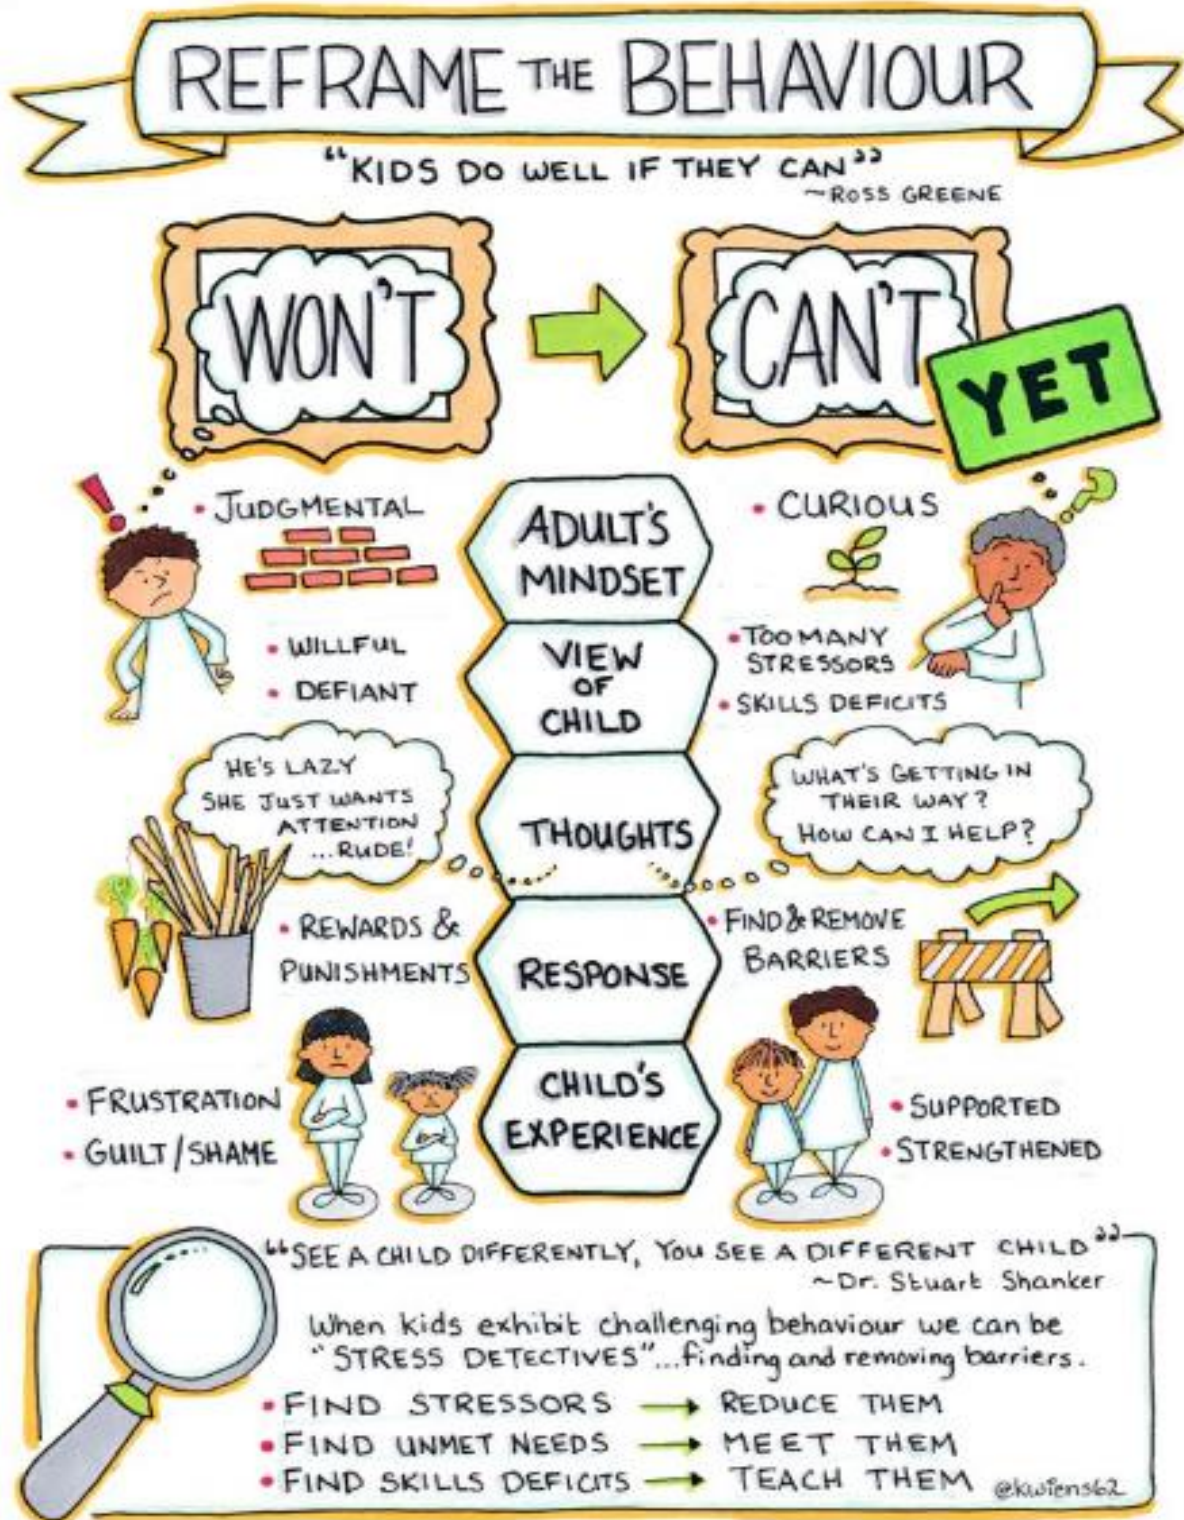 REFRAME THE BEHAVIOUR
"KIDS DO WELL IF THEY CAN"
~ROSS GREENE
WON'T
CAN'T
YET
• JUDGMENTAL
ADULT'S
MINDSET
• CURIOUS
• WILLFUL
• DEFIANT
VIEW
OF
CHILD
• TOO MANY
STRESSORS
• SKILLS DEFICITS
HE'S LAZY
SHE JUST WANTS
ATTENTION
...RUDE!
THOUGHTS
WHAT'S GETTING IN
THEIR WAY?
HOW CAN I HELP?
• REWARDS &
PUNISHMENTS
RESPONSE
• FIND & REMOVE
BARRIERS
• FRUSTRATION
• GUILT/SHAME
CHILD'S
EXPERIENCE
• SUPPORTED
• STRENGTHENED
"SEE A CHILD DIFFERENTLY, YOU SEE A DIFFERENT CHILD"
~Dr. Stuart Shanker
When kids exhibit challenging behaviour we can be
"STRESS DETECTIVES"...finding and removing barriers.
• FIND STRESSORS → REDUCE THEM
• FIND UNMET NEEDS → MEET THEM
• FIND SKILLS DEFICITS → TEACH THEM
@kwiens62